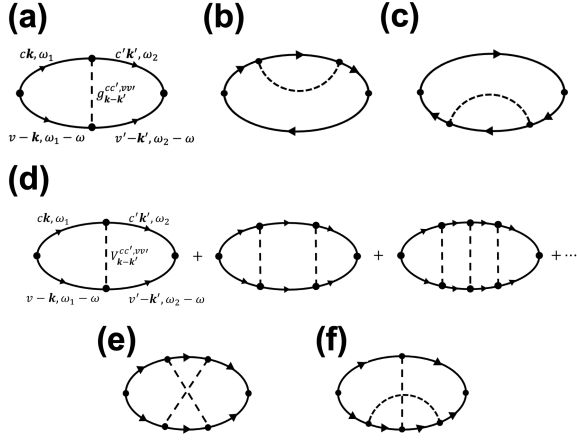 (a) (b) (c)
c𝒌, ω₁ c′𝒌′, ω₂
g^{cc′,vv′}_{𝒌−𝒌′}
v − 𝒌, ω₁ − ω v′−𝒌′, ω₂ − ω
(d)
c𝒌, ω₁ c′𝒌′, ω₂
V^{cc′,vv′}_{𝒌−𝒌′} + + + ⋯
v − 𝒌, ω₁ − ω v′−𝒌′, ω₂ − ω
(e) (f)